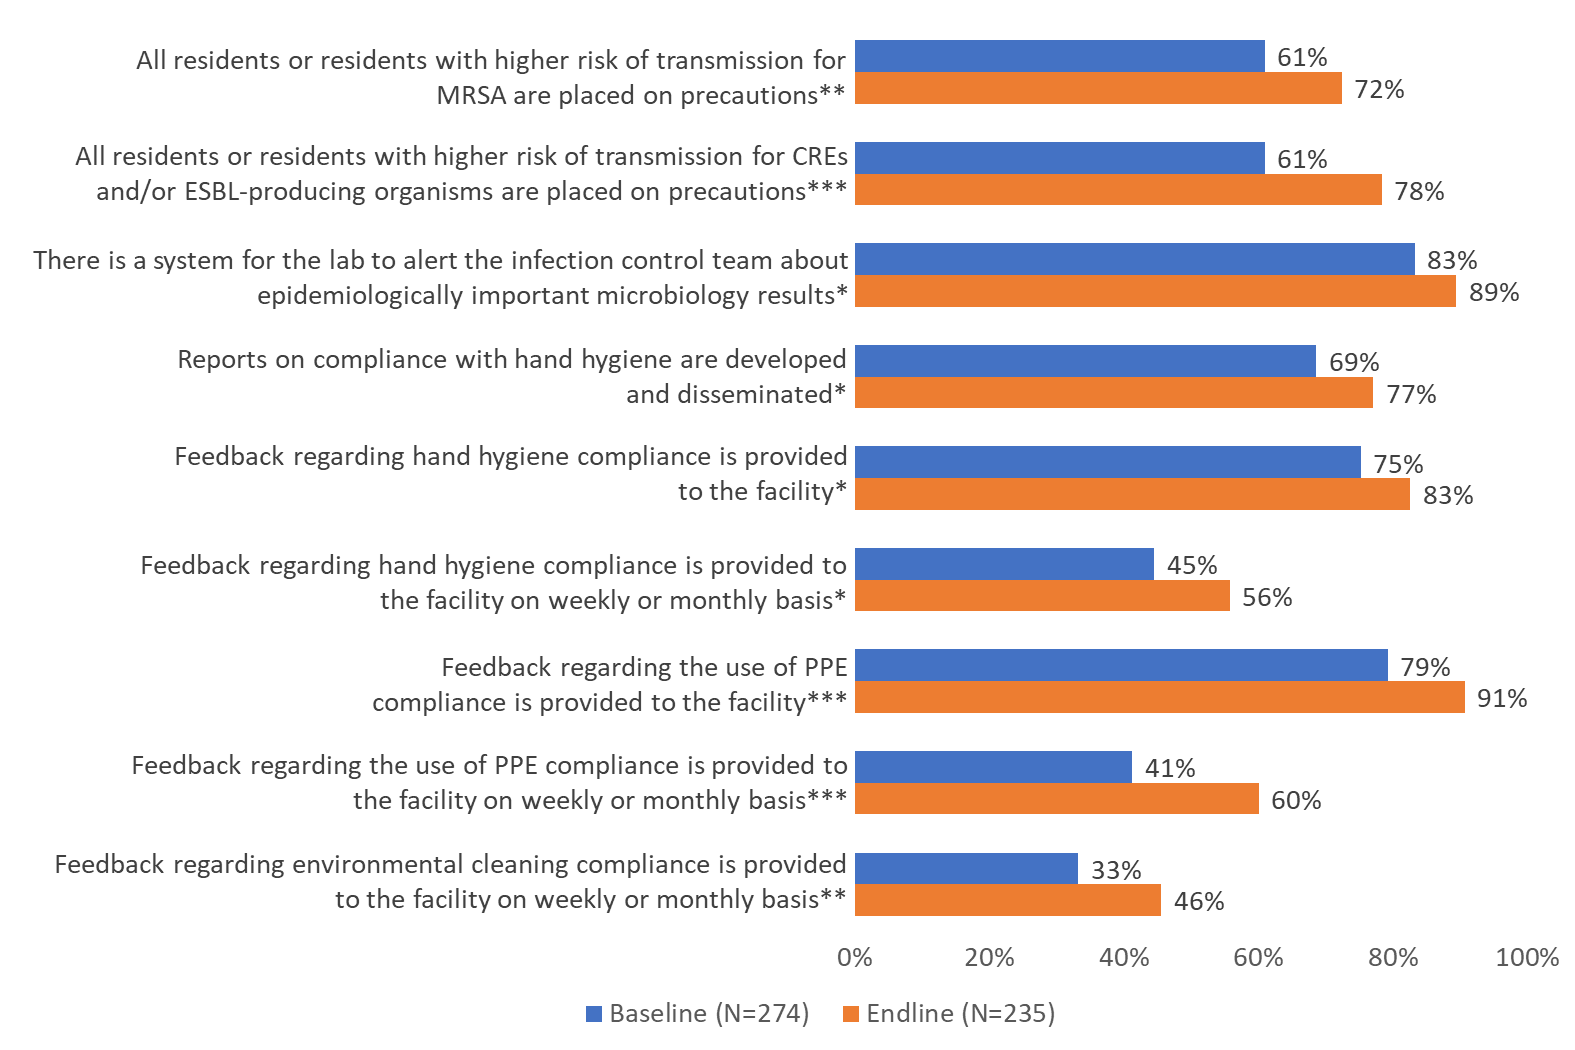 All residents or residents with higher risk of transmission for
MRSA are placed on precautions**
61%
72%
All residents or residents with higher risk of transmission for CREs
and/or ESBL-producing organisms are placed on precautions***
61%
78%
There is a system for the lab to alert the infection control team about
epidemiologically important microbiology results*
83%
89%
Reports on compliance with hand hygiene are developed
and disseminated*
69%
77%
Feedback regarding hand hygiene compliance is provided
to the facility*
75%
83%
Feedback regarding hand hygiene compliance is provided to
the facility on weekly or monthly basis*
45%
56%
Feedback regarding the use of PPE
compliance is provided to the facility***
79%
91%
Feedback regarding the use of PPE compliance is provided to
the facility on weekly or monthly basis***
41%
60%
Feedback regarding environmental cleaning compliance is provided
to the facility on weekly or monthly basis**
33%
46%
0% 20% 40% 60% 80% 100%
Baseline (N=274) Endline (N=235)